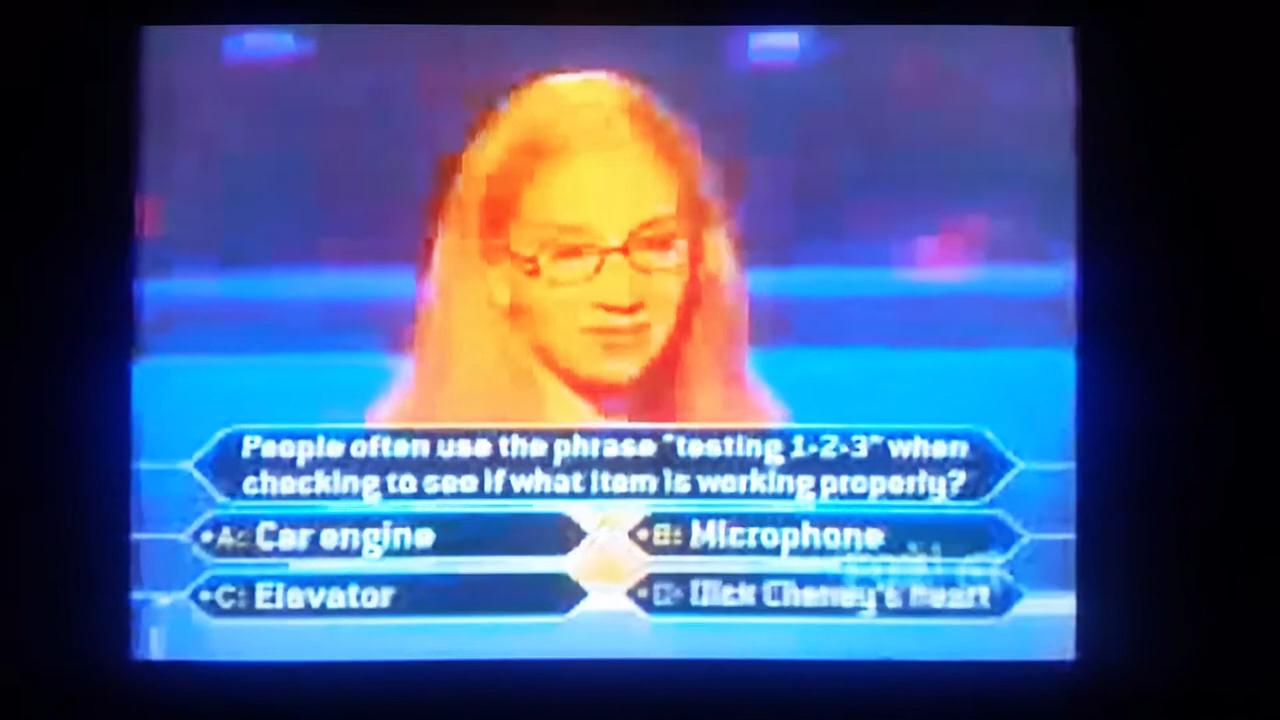 People often use the phrase "testing 1-2-3" when
checking to see if what item is working properly?
A: Car engine
B: Microphone
C: Elevator
D: Dick Cheney's heart